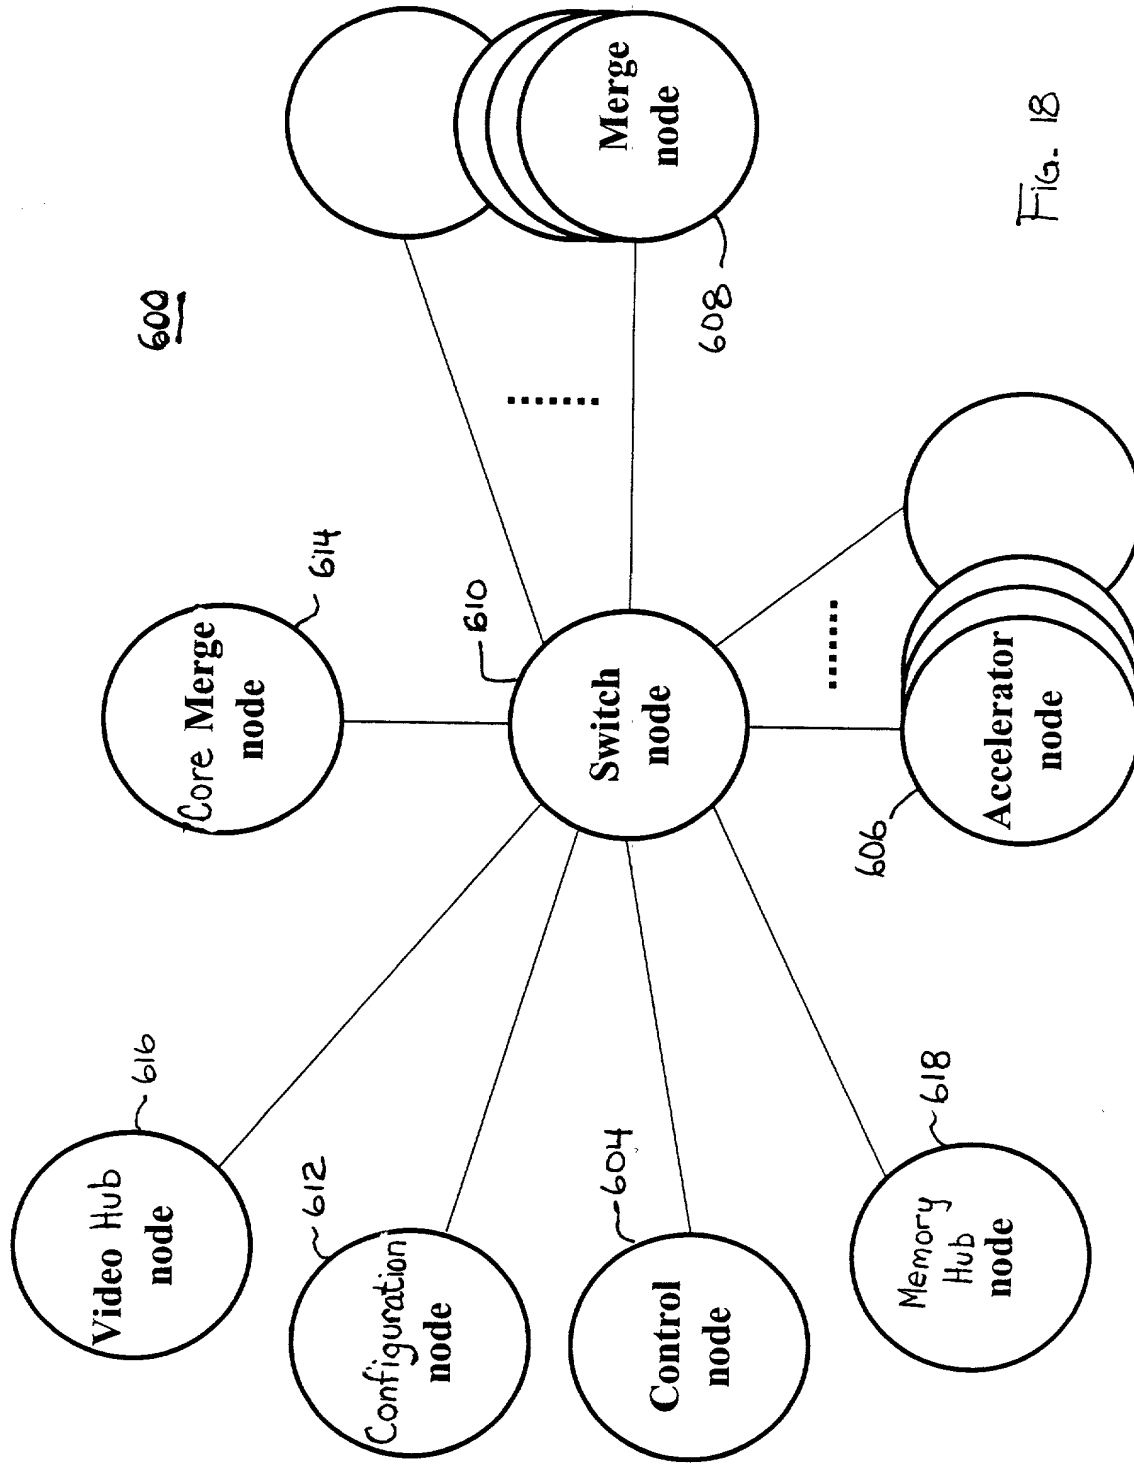 600
Video Hub
node
616
Configuration
node
612
Control
node
604
Memory
Hub
node
618
Core Merge
node
614
610
Switch
node
606
Accelerator
node
608
Merge
node
Fig. 18